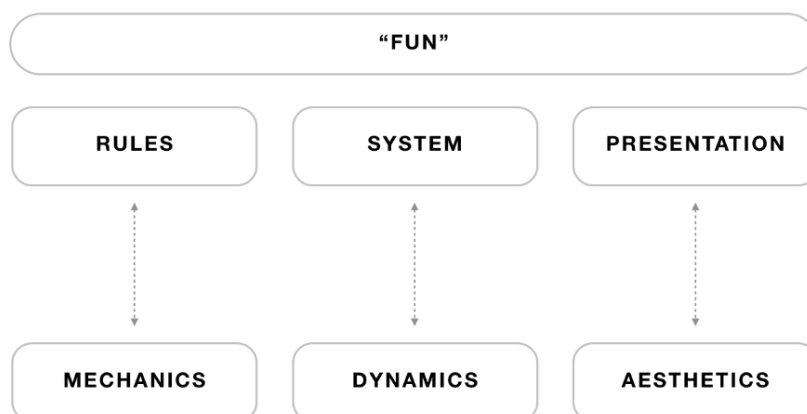 “FUN”
RULES SYSTEM PRESENTATION
MECHANICS DYNAMICS AESTHETICS